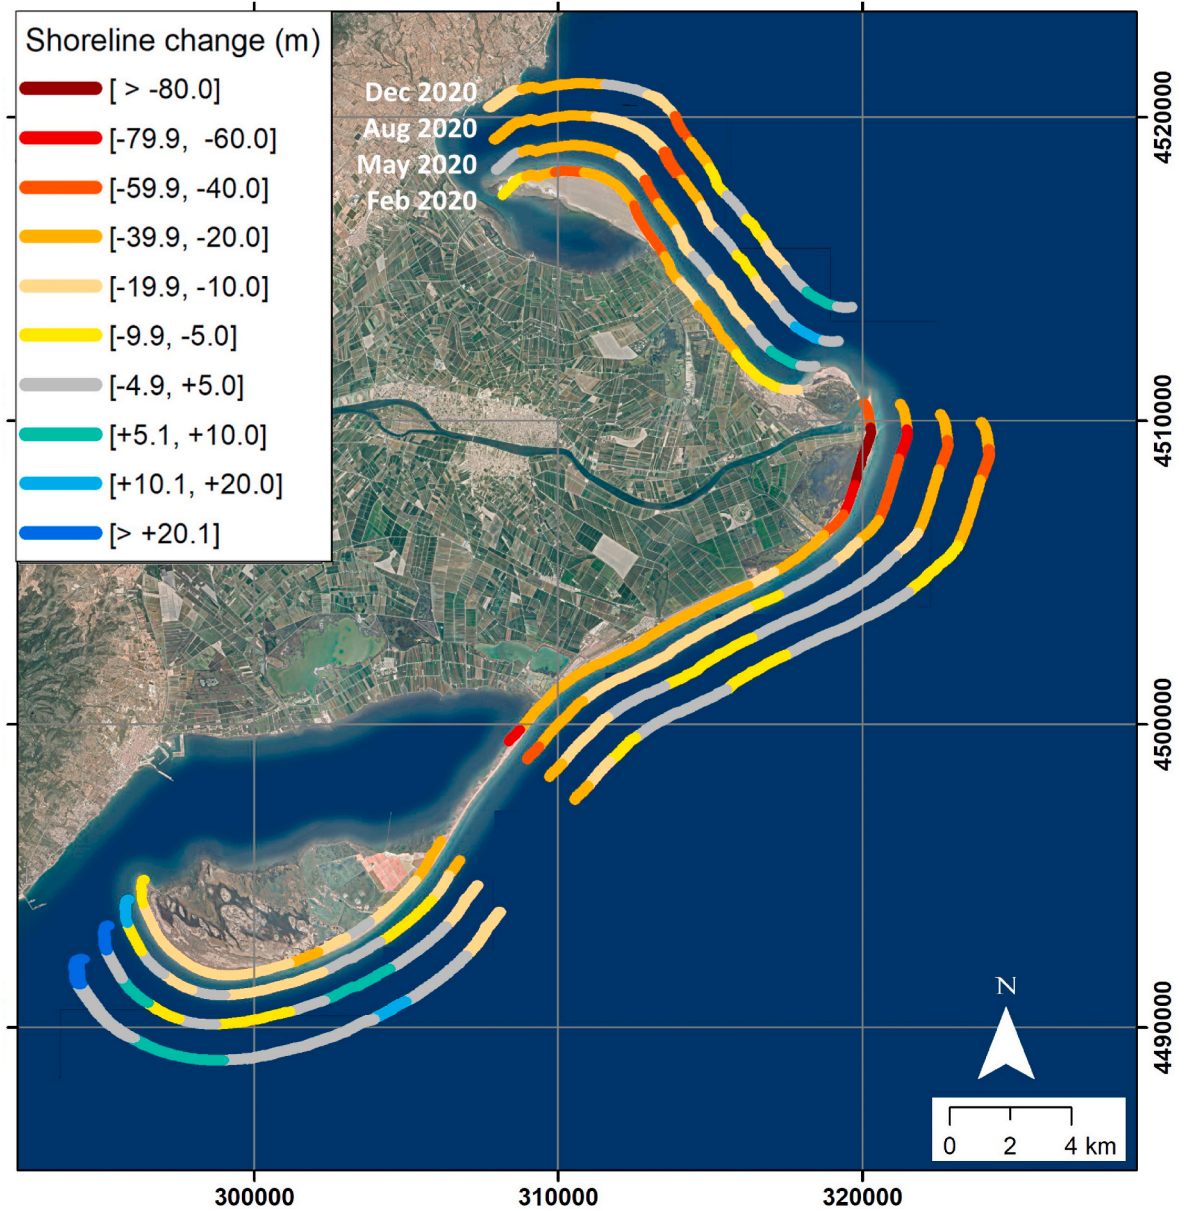 Shoreline change (m)
[ > -80.0]
[-79.9, -60.0]
[-59.9, -40.0]
[-39.9, -20.0]
[-19.9, -10.0]
[-9.9, -5.0]
[-4.9, +5.0]
[+5.1, +10.0]
[+10.1, +20.0]
[> +20.1]
Dec 2020
Aug 2020
May 2020
Feb 2020
4520000
4510000
4500000
4490000
N
0 2 4 km
300000 310000 320000